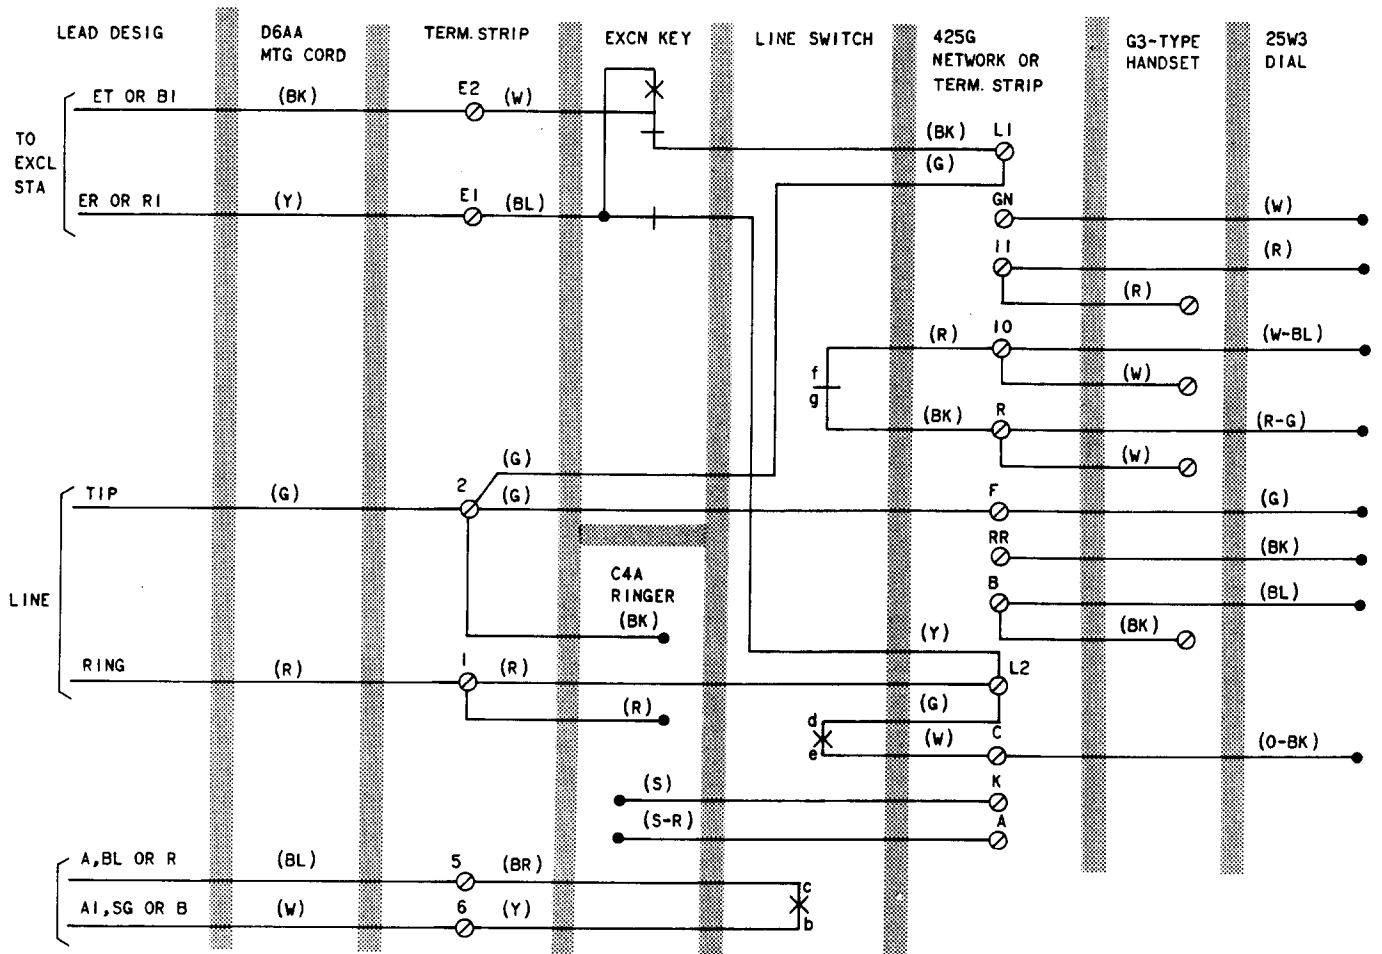 LEAD DESIG
D6AA
MTG CORD
TERM. STRIP
EXCN KEY
LINE SWITCH
425G
NETWORK OR
TERM. STRIP
G3-TYPE
HANDSET
25W3
DIAL
TO
EXCL
STA
ET OR B1
(BK)
E2
(W)
(BK)
L1
(G)
ER OR R1
(Y)
E1
(BL)
GN
(W)
11
(R)
(R)
(R)
10
(W-BL)
f
g
(W)
(BK)
R
(R-G)
(W)
LINE
TIP
(G)
2
(G)
(G)
F
(G)
RR
(BK)
C4A
RINGER
(BK)
B
(BL)
(BK)
(Y)
RING
(R)
1
(R)
L2
(R)
(G)
d
e
(W)
C
(O-BK)
(S)
K
(S-R)
A
A,BL OR R
(BL)
5
(BR)
c
b
A1,SG OR B
(W)
6
(Y)